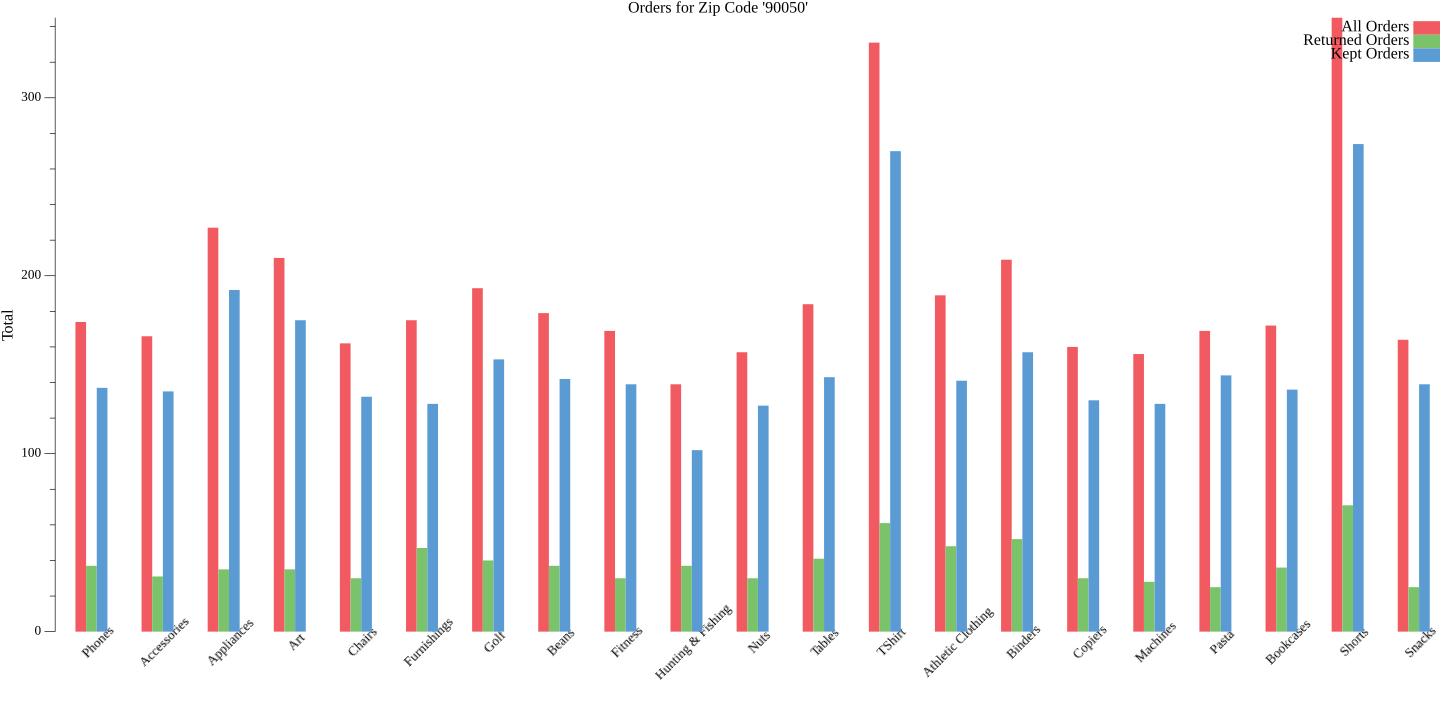 Orders for Zip Code '90050'
All Orders
Returned Orders
Kept Orders
Total
300
200
100
0
Phones
Accessories
Appliances
Art
Chairs
Furnishings
Golf
Beans
Fitness
Hunting & Fishing
Nuts
Tables
TShirt
Athletic Clothing
Binders
Copiers
Machines
Pasta
Bookcases
Shorts
Snacks